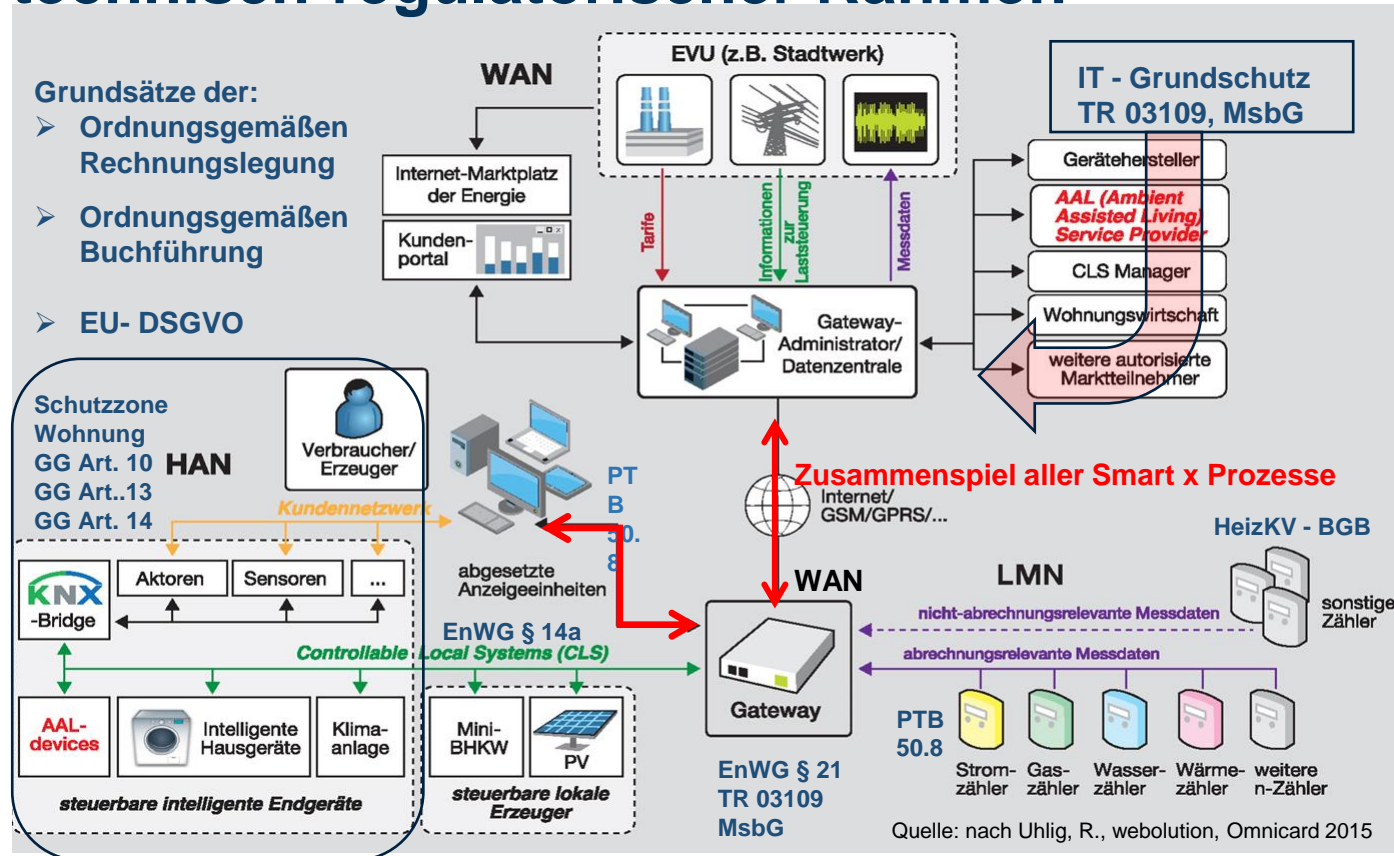 technisch regulatorischer Rahmen
EVU (z.B. Stadtwerk)
WAN
Grundsätze der:
➢ Ordnungsgemäßen
Rechnungslegung
➢ Ordnungsgemäßen
Buchführung
➢ EU- DSGVO
IT - Grundschutz
TR 03109, MsbG
Internet-Marktplatz
der Energie
Kunden-
portal
Tarife
Informationen
zur
Laststeuerung
Messdaten
Gerätehersteller
AAL (Ambient
Assisted Living)
Service Provider
CLS Manager
Wohnungswirtschaft
weitere autorisierte
Marktteilnehmer
Gateway-
Administrator/
Datenzentrale
Schutzzone
Wohnung
GG Art. 10
GG Art..13
GG Art. 14
HAN
Verbraucher/
Erzeuger
Kundennetzwerk
PT
B
50.
8
abgesetzte
Anzeigeeinheiten
Zusammenspiel aller Smart x Prozesse
Internet/
GSM/GPRS/...
HeizKV - BGB
KNX
-Bridge
Aktoren
Sensoren
...
WAN
LMN
sonstige
Zähler
nicht-abrechnungsrelevante Messdaten
abrechnungsrelevante Messdaten
EnWG § 14a
Controllable Local Systems (CLS)
AAL-
devices
Intelligente
Hausgeräte
Klima-
anlage
steuerbare intelligente Endgeräte
Mini-
BHKW
PV
steuerbare lokale
Erzeuger
Gateway
EnWG § 21
TR 03109
MsbG
PTB
50.8
Strom-
zähler
Gas-
zähler
Wasser-
zähler
Wärme-
zähler
weitere
n-Zähler
Quelle: nach Uhlig, R., webolution, Omnicard 2015